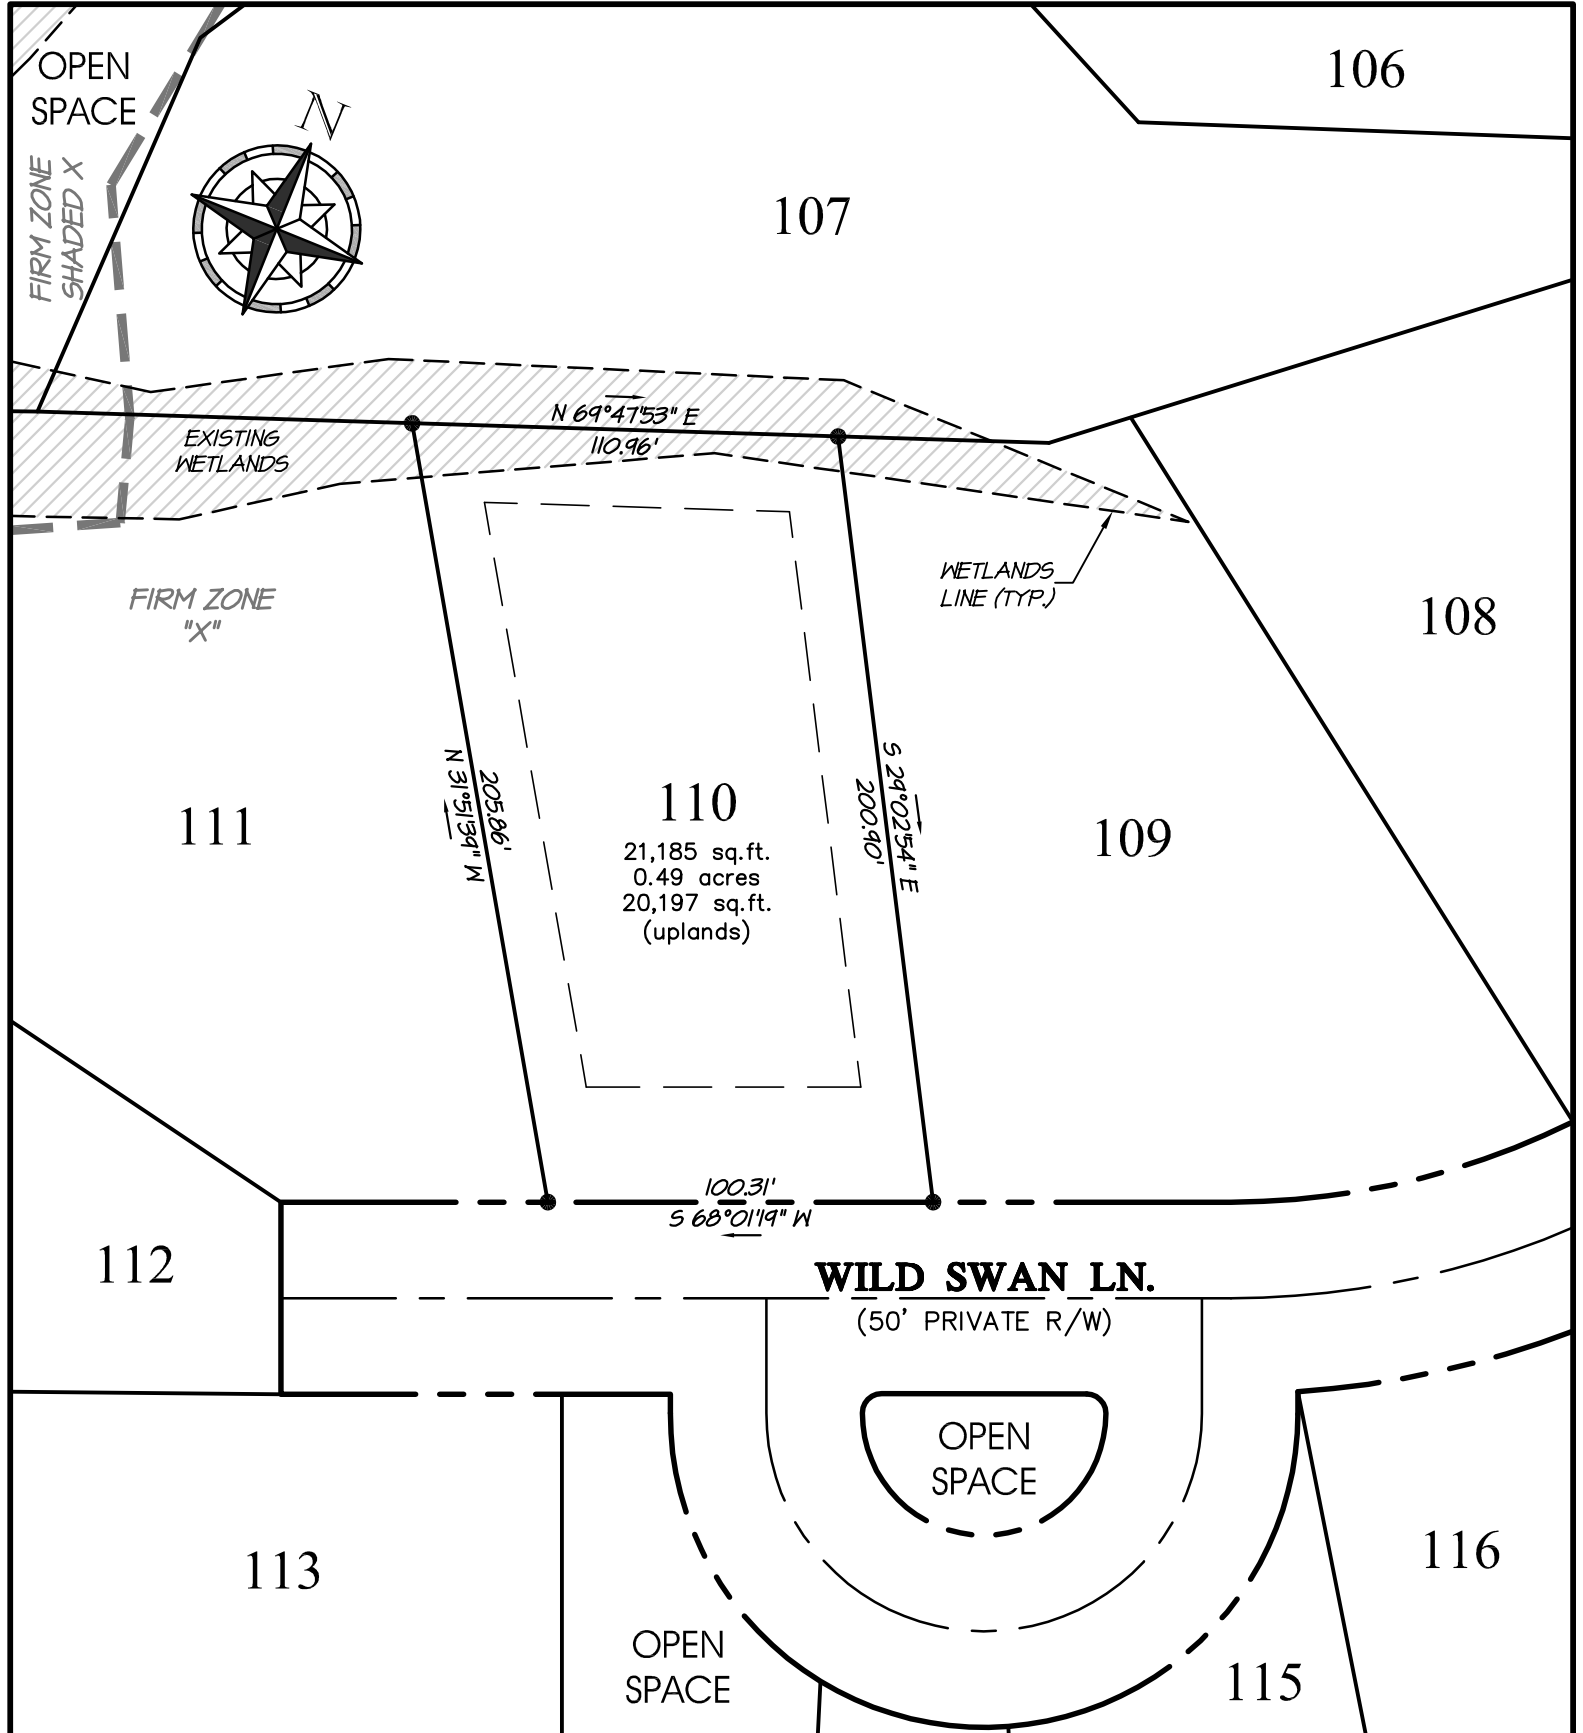 OPEN
SPACE
106
N
FIRM ZONE
SHADED X
107
N 69°47'53" E
110.96'
EXISTING
WETLANDS
WETLANDS
LINE (TYP.)
FIRM ZONE
"X"
108
205.86'
N 31°51'39" W
110
21,185 sq.ft.
0.49 acres
20,197 sq.ft.
(uplands)
S 29°02'54" E
200.90'
111
109
100.31'
S 68°01'19" W
112
WILD SWAN LN.
(50' PRIVATE R/W)
OPEN
SPACE
113
116
OPEN
SPACE
115